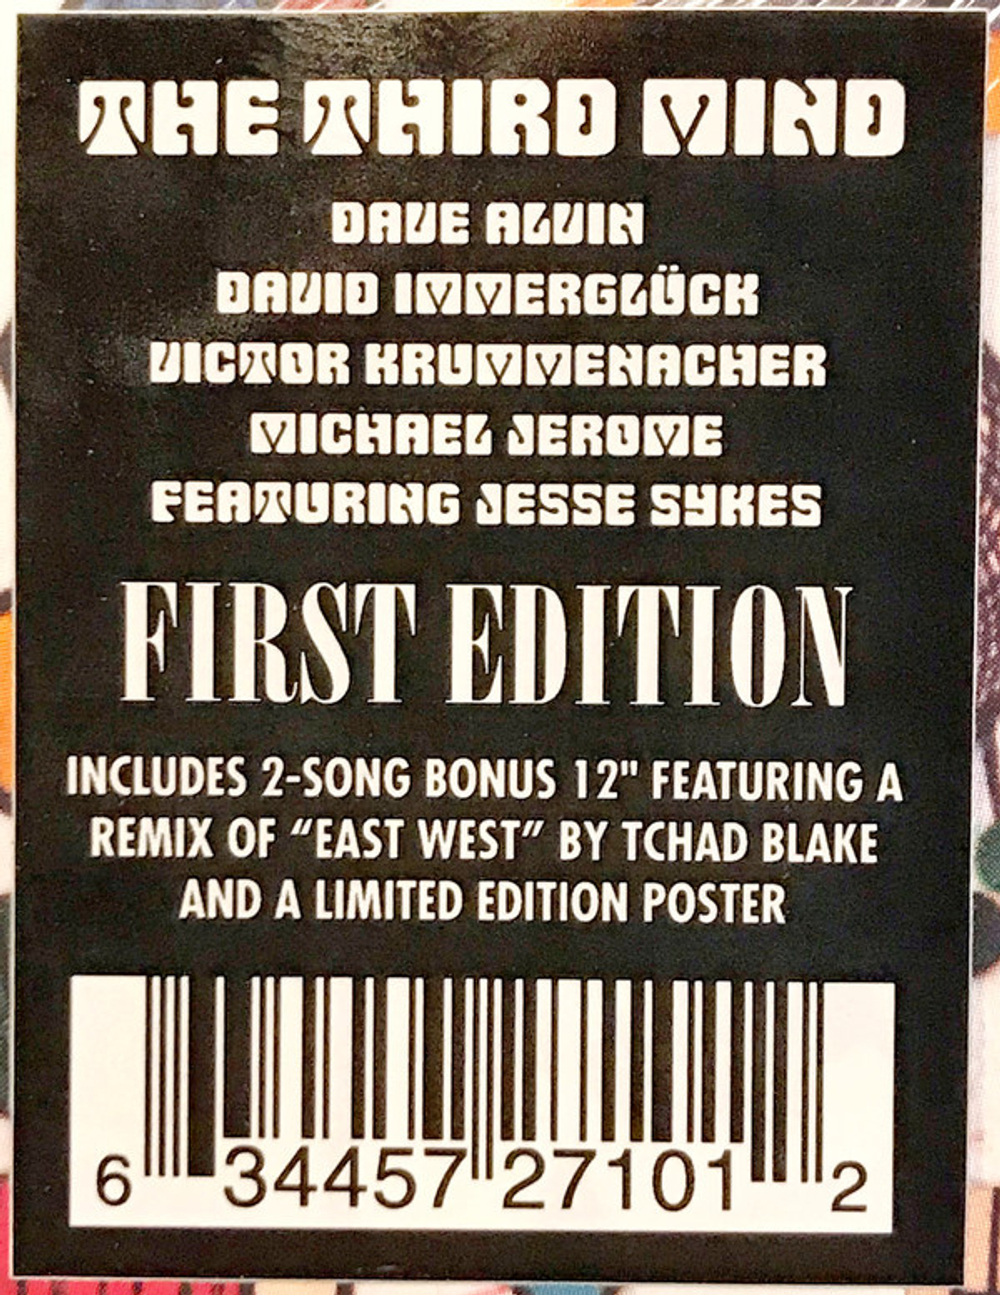 THE THIRD MIND
DAVE ALVIN
DAVID IMMERGLÜCK
VICTOR KRUMMENACHER
MICHAEL JEROME
FEATURING JESSE SYKES
FIRST EDITION
INCLUDES 2-SONG BONUS 12" FEATURING A
REMIX OF “EAST WEST” BY TCHAD BLAKE
AND A LIMITED EDITION POSTER
6 34457 27101 2